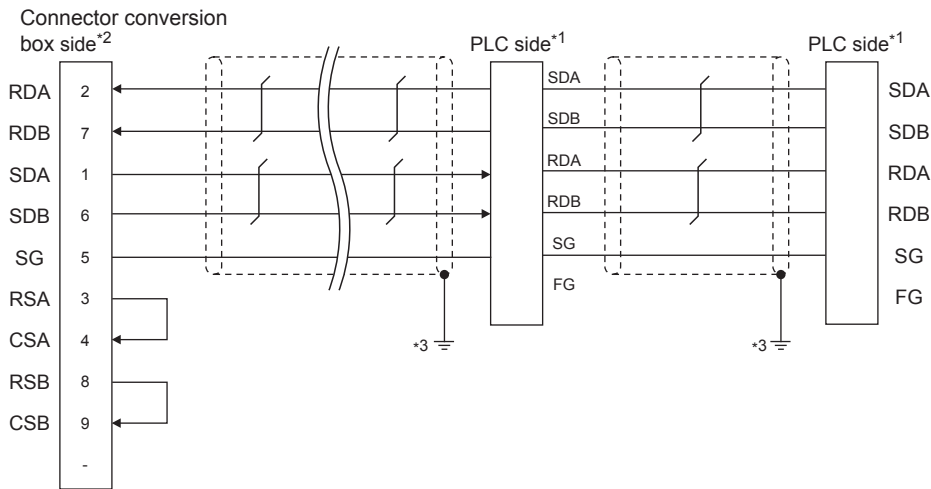 Connector conversion
box side*2
PLC side*1
PLC side*1
RDA 2 SDA SDA
RDB 7 SDB SDB
SDA 1 RDA RDA
SDB 6 RDB RDB
SG 5 SG SG
RSA 3 FG FG
CSA 4 *3 *3
RSB 8
CSB 9
-